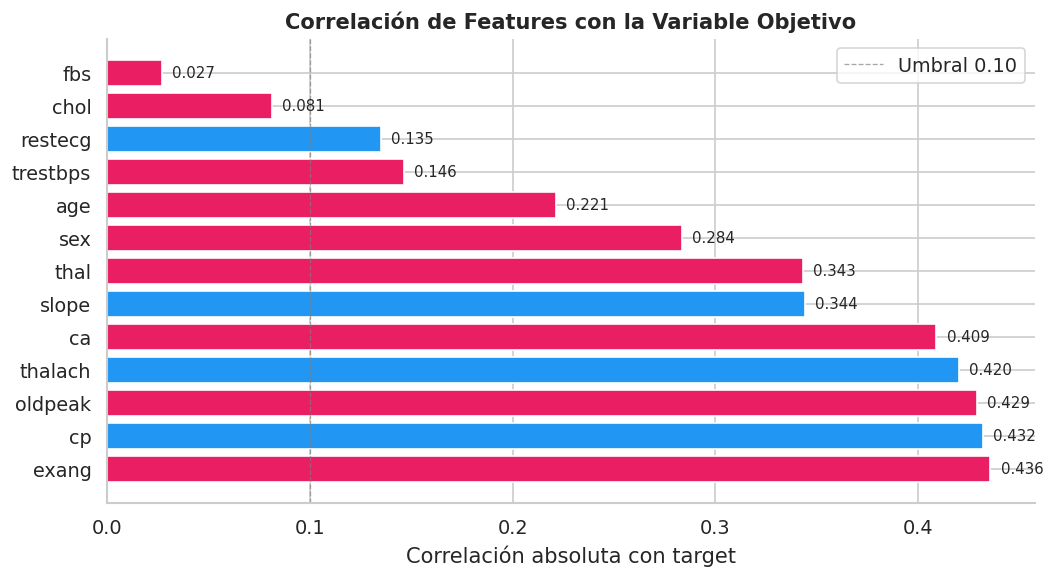 Correlación de Features con la Variable Objetivo
Umbral 0.10
fbs 0.027
chol 0.081
restecg 0.135
trestbps 0.146
age 0.221
sex 0.284
thal 0.343
slope 0.344
ca 0.409
thalach 0.420
oldpeak 0.429
cp 0.432
exang 0.436
0.0 0.1 0.2 0.3 0.4
Correlación absoluta con target